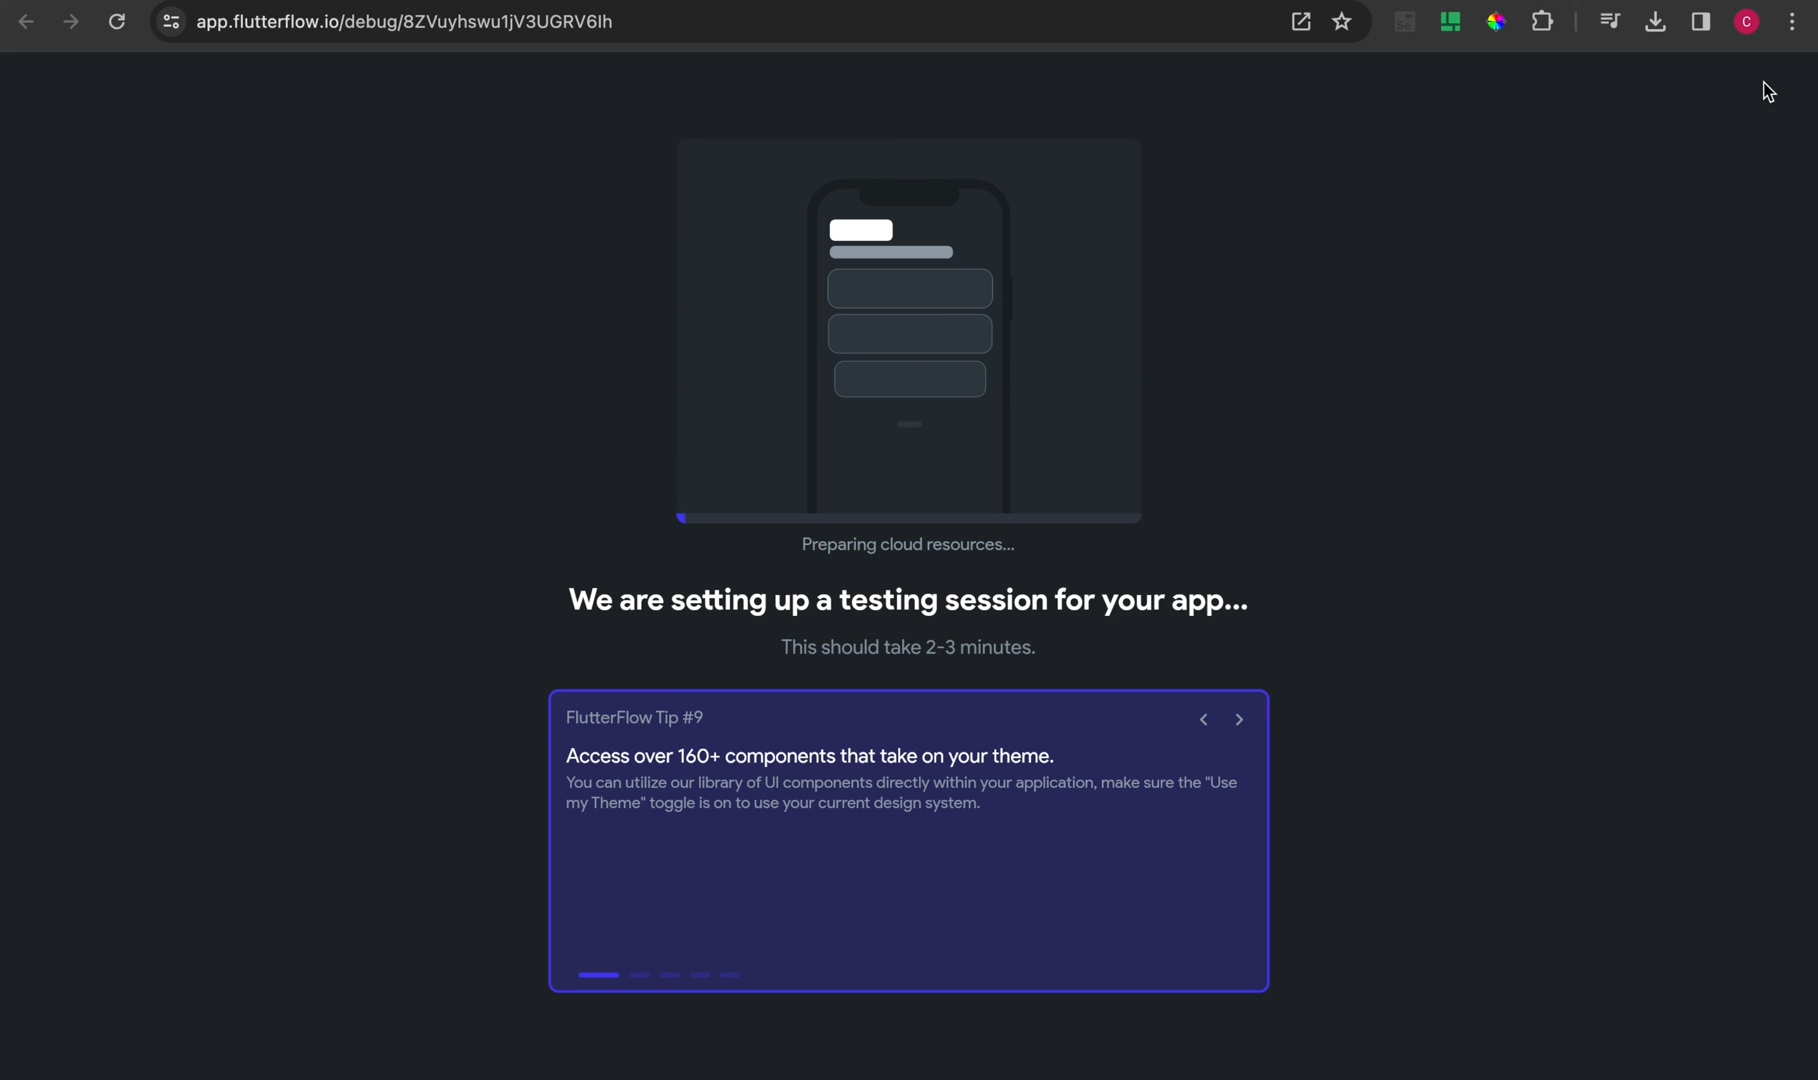 app.flutterflow.io/debug/8ZVuyhswu1jV3UGRV6Ih
Se
C
Preparing cloud resources...
We are setting up a testing session for your app...
This should take 2-3 minutes.
FlutterFlow Tip #9
Access over 160+ components that take on your theme.
You can utilize our library of UI components directly within your application, make sure the "Use
my Theme" toggle is on to use your current design system.